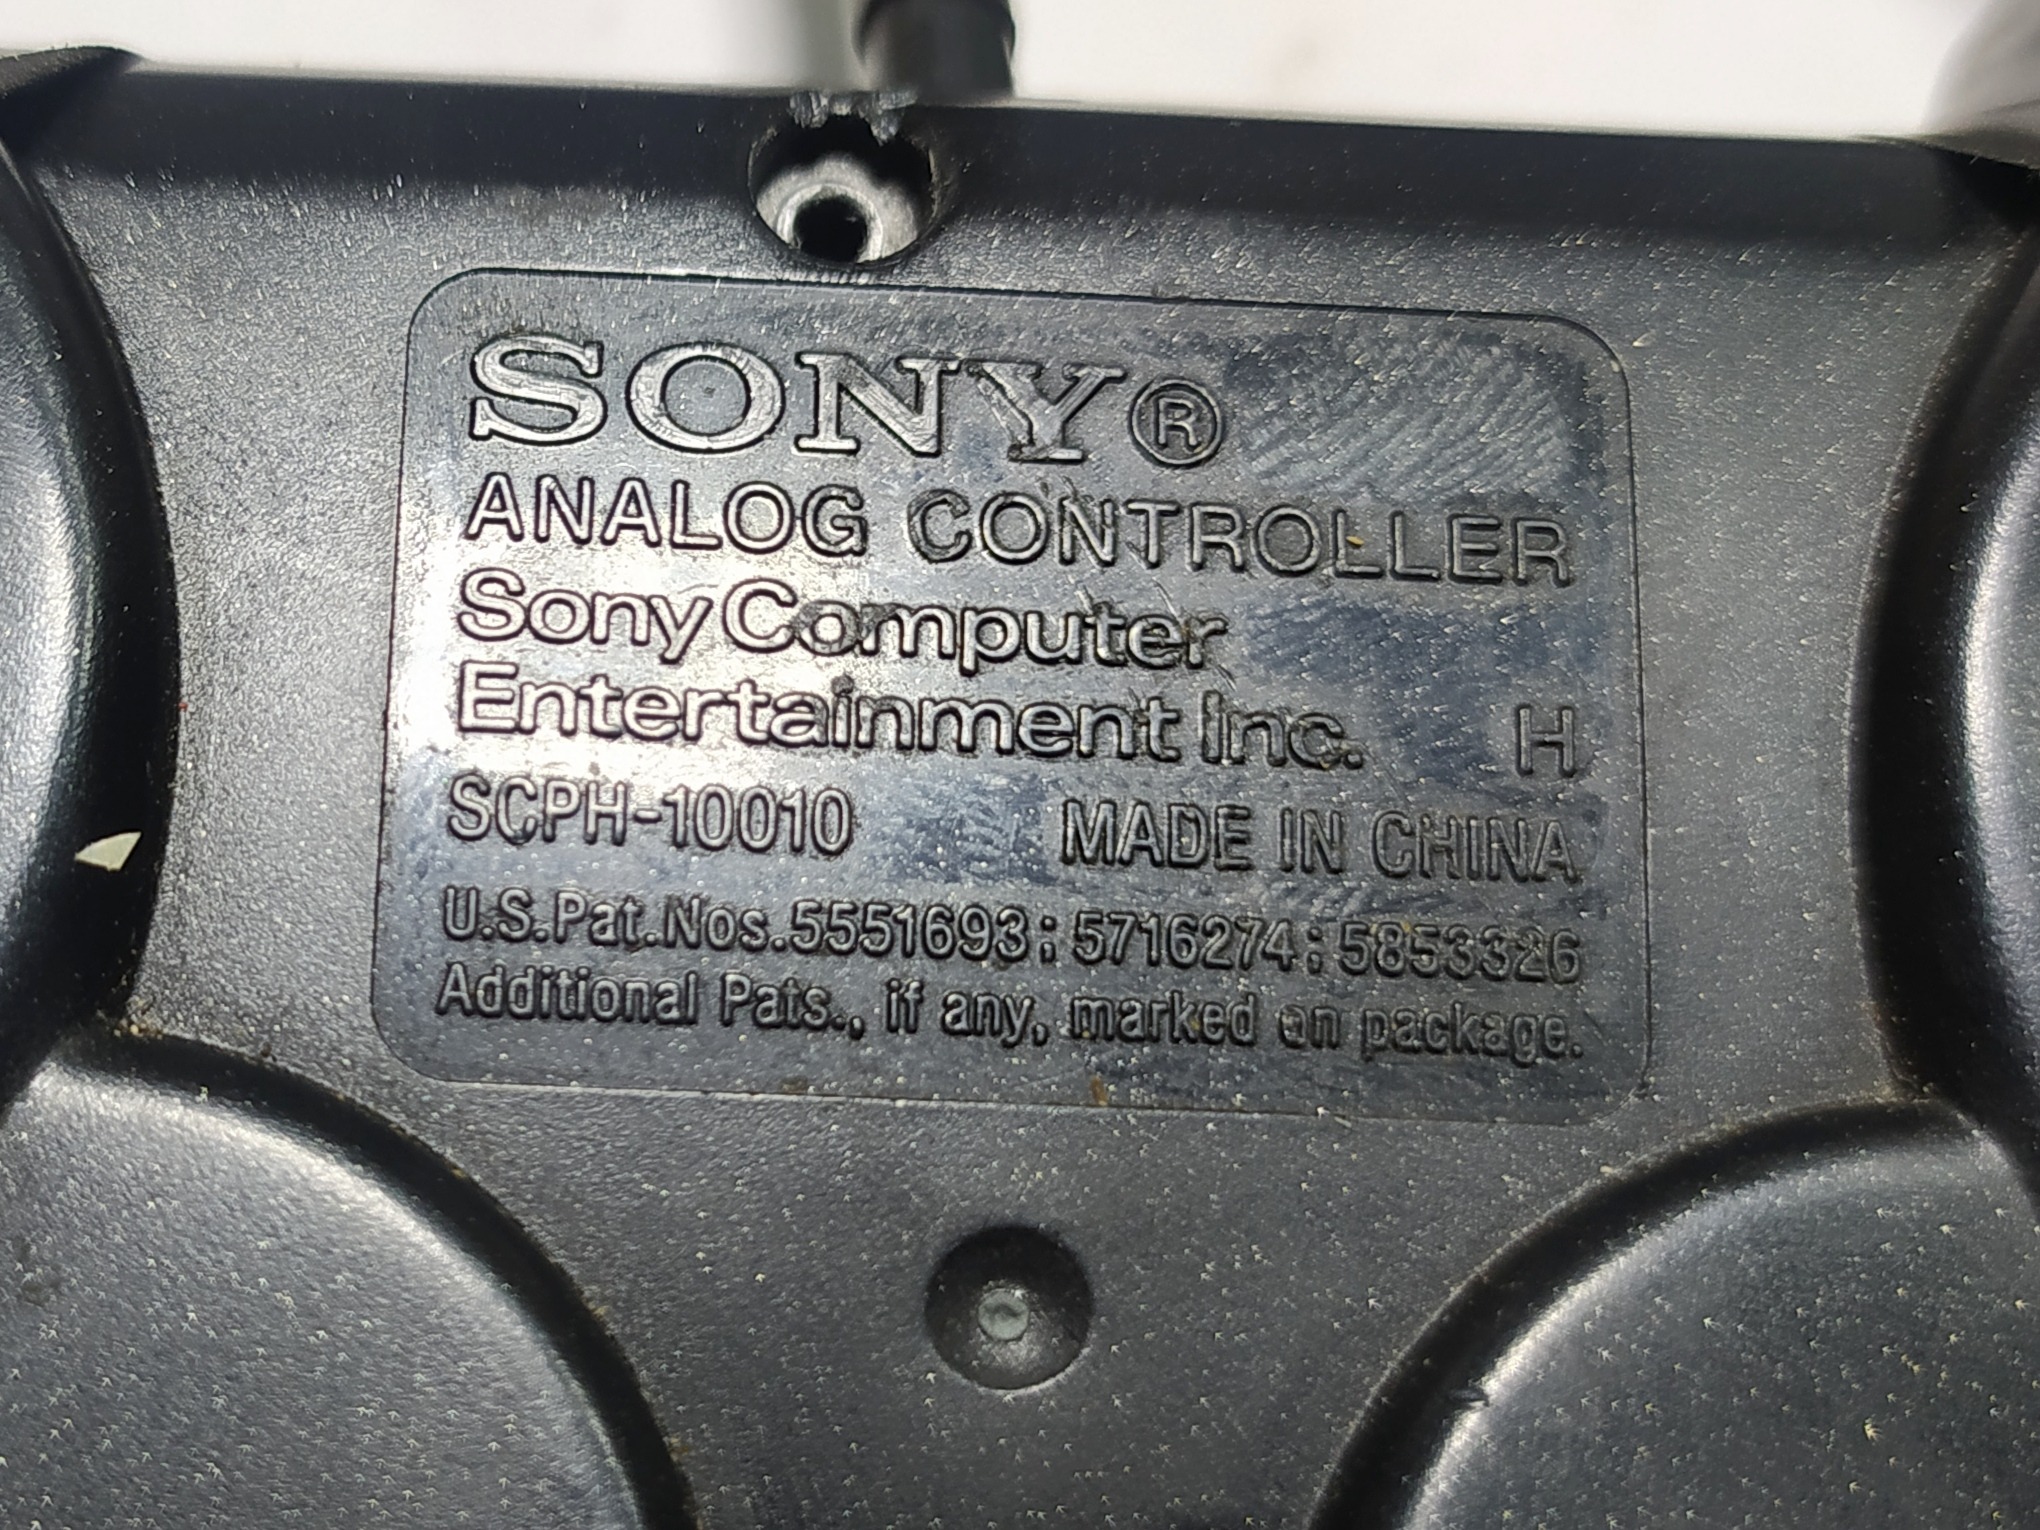 SONY®
ANALOG CONTROLLER
Sony Computer
Entertainment Inc. H
SCPH-10010 MADE IN CHINA
U.S.Pat.Nos.5551693;5716274;5853326
Additional Pats., if any, marked on package.